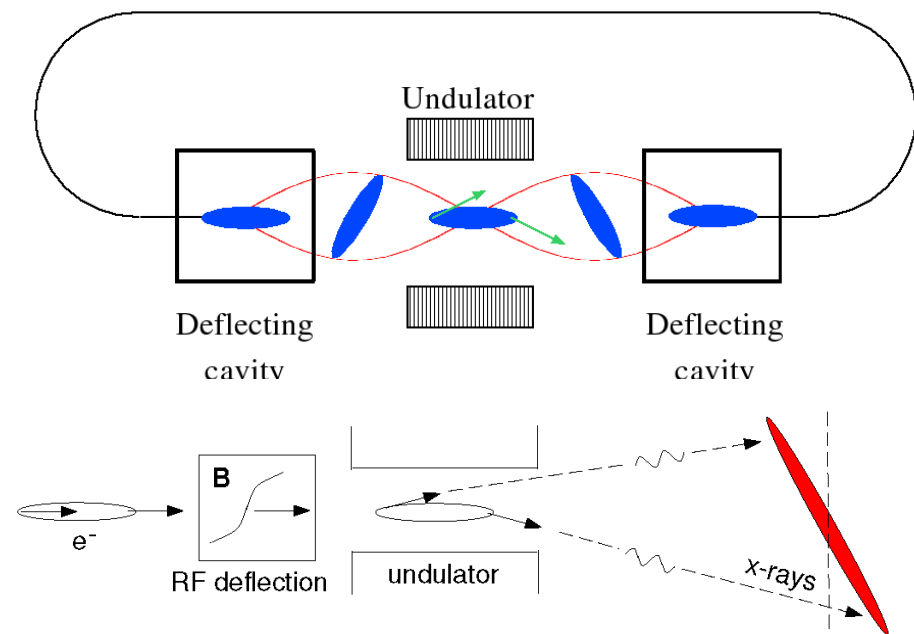 Undulator
Deflecting
cavity
Deflecting
cavity
B
e-
RF deflection
undulator
x-rays